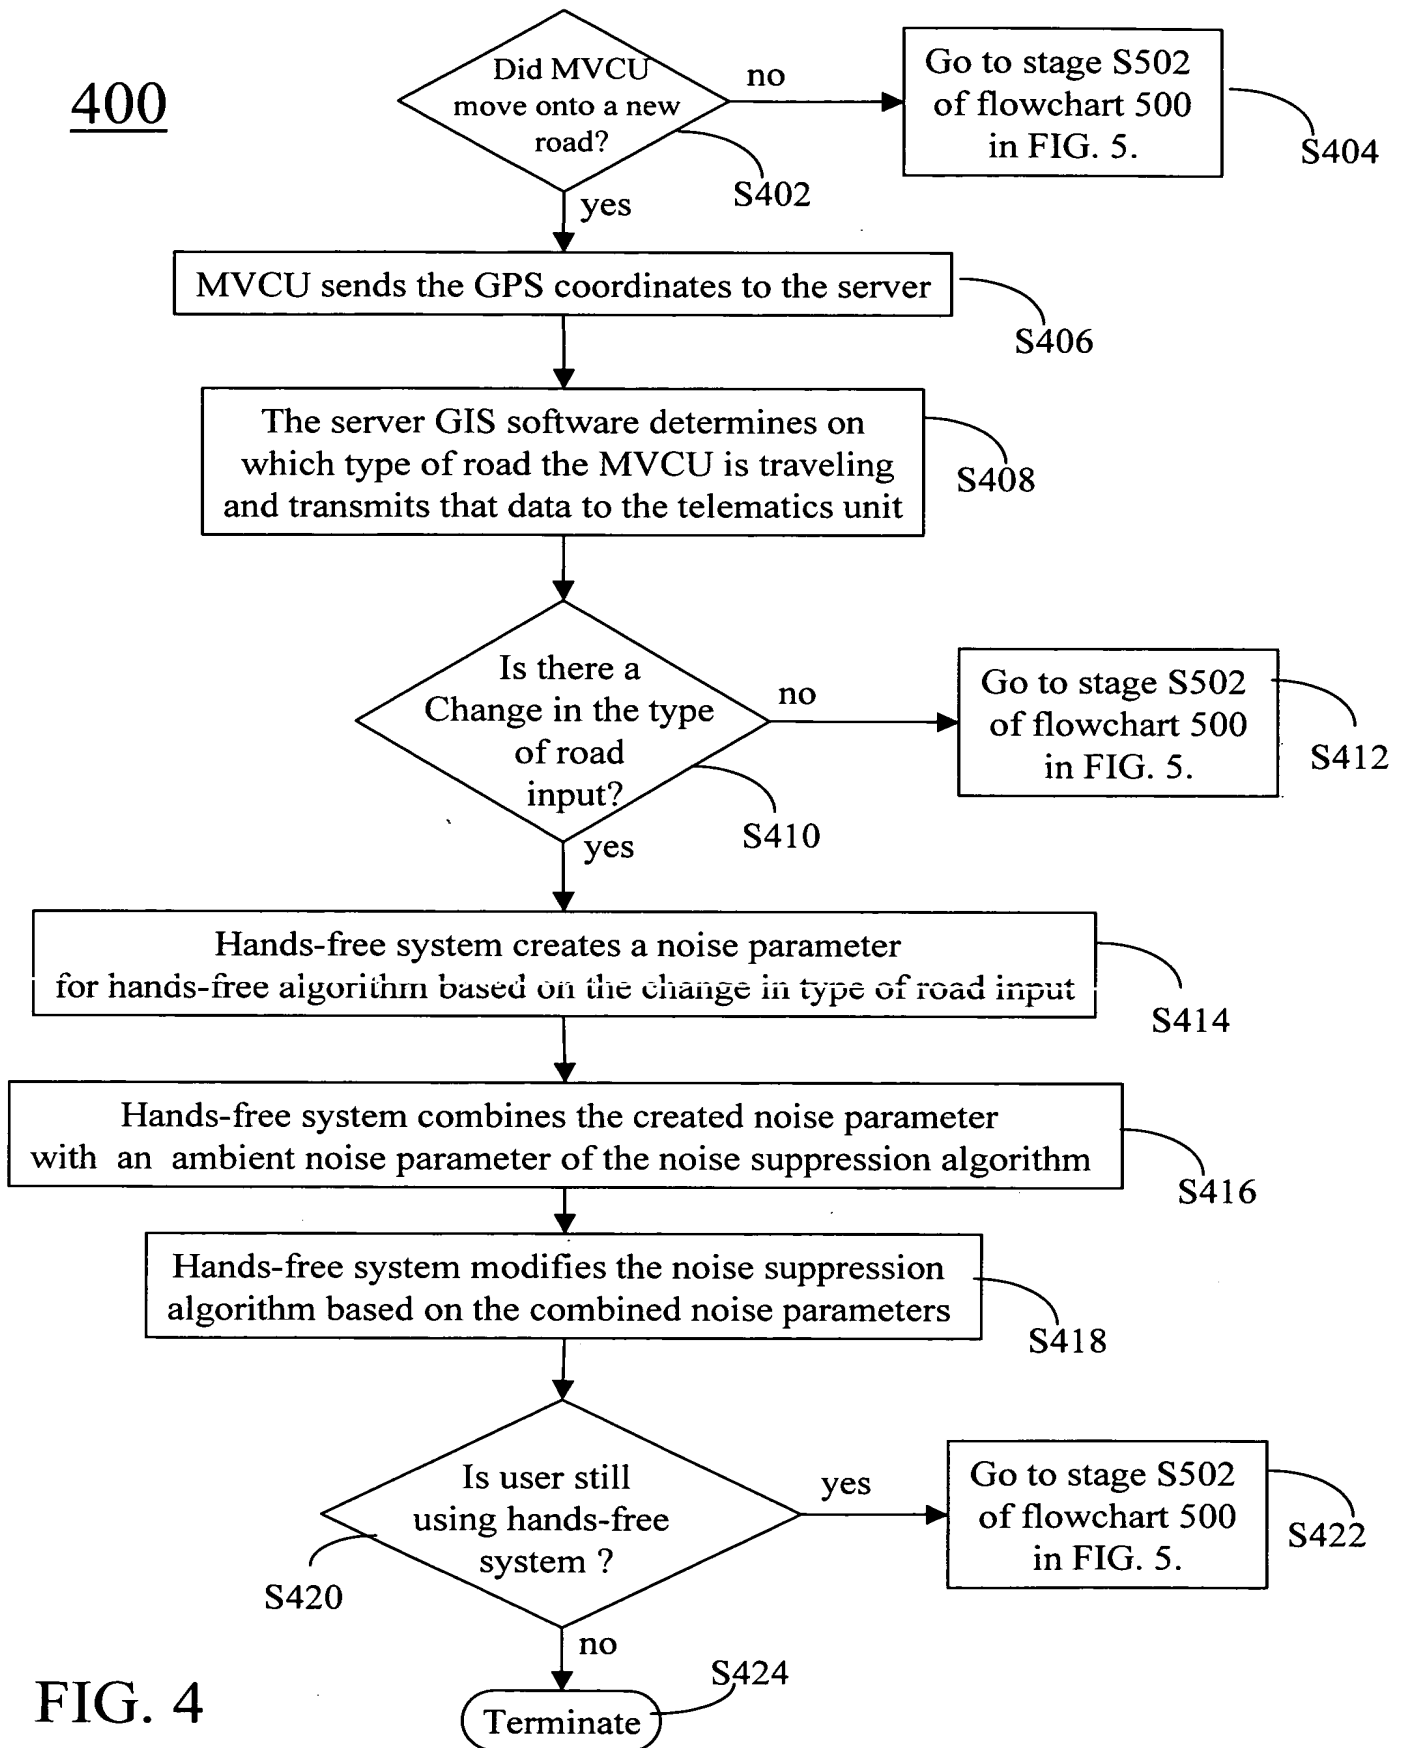 400
Did MVCU
move onto a new
road?
no
S402
yes
Go to stage S502
of flowchart 500
in FIG. 5.
S404
MVCU sends the GPS coordinates to the server
S406
The server GIS software determines on
which type of road the MVCU is traveling
and transmits that data to the telematics unit
S408
Is there a
Change in the type
of road
input?
no
S410
yes
Go to stage S502
of flowchart 500
in FIG. 5.
S412
Hands-free system creates a noise parameter
for hands-free algorithm based on the change in type of road input
S414
Hands-free system combines the created noise parameter
with an ambient noise parameter of the noise suppression algorithm
S416
Hands-free system modifies the noise suppression
algorithm based on the combined noise parameters
S418
Is user still
using hands-free
system ?
yes
S420
no
Go to stage S502
of flowchart 500
in FIG. 5.
S422
S424
Terminate
FIG. 4